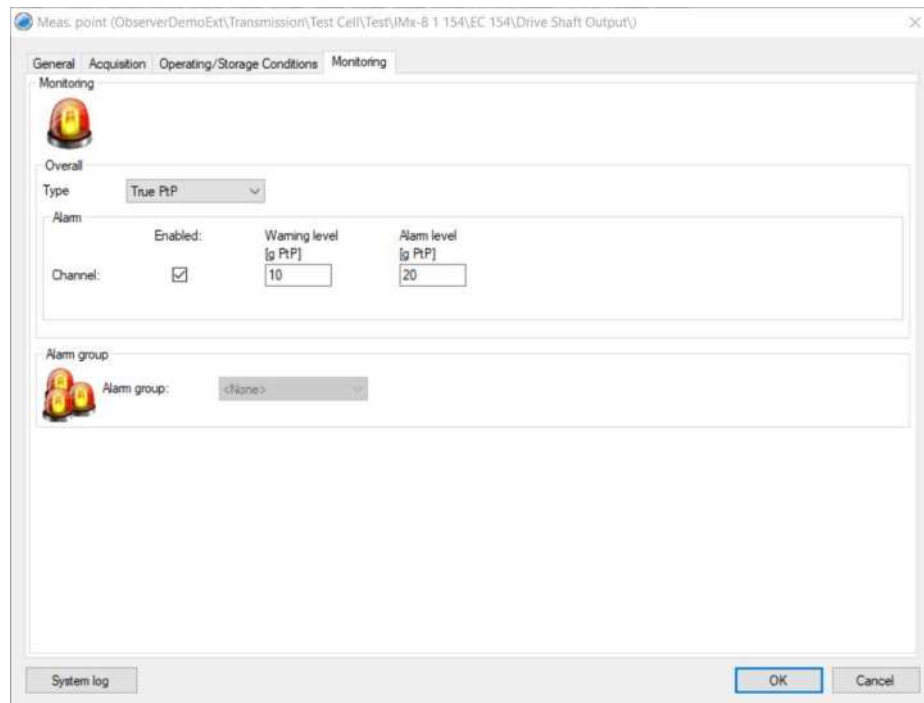 Meas. point (ObserverDemoExt\Transmission\Test Cell\Test\IMx-8 1 154\EC 154\Drive Shaft Output\)
General Acquisition Operating/Storage Conditions Monitoring
Monitoring
Overall
Type True PtP
Alarm
Enabled: Warning level Alarm level
[g PtP] [g PtP]
Channel: 10 20
Alarm group
Alarm group: <None>
System log OK Cancel